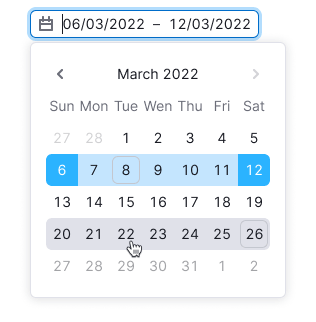 06/03/2022 – 12/03/2022
March 2022
Sun Mon Tue Wen Thu Fri Sat
27 28 1 2 3 4 5
6 7 8 9 10 11 12
13 14 15 16 17 18 19
20 21 22 23 24 25 26
27 28 29 30 31 1 2